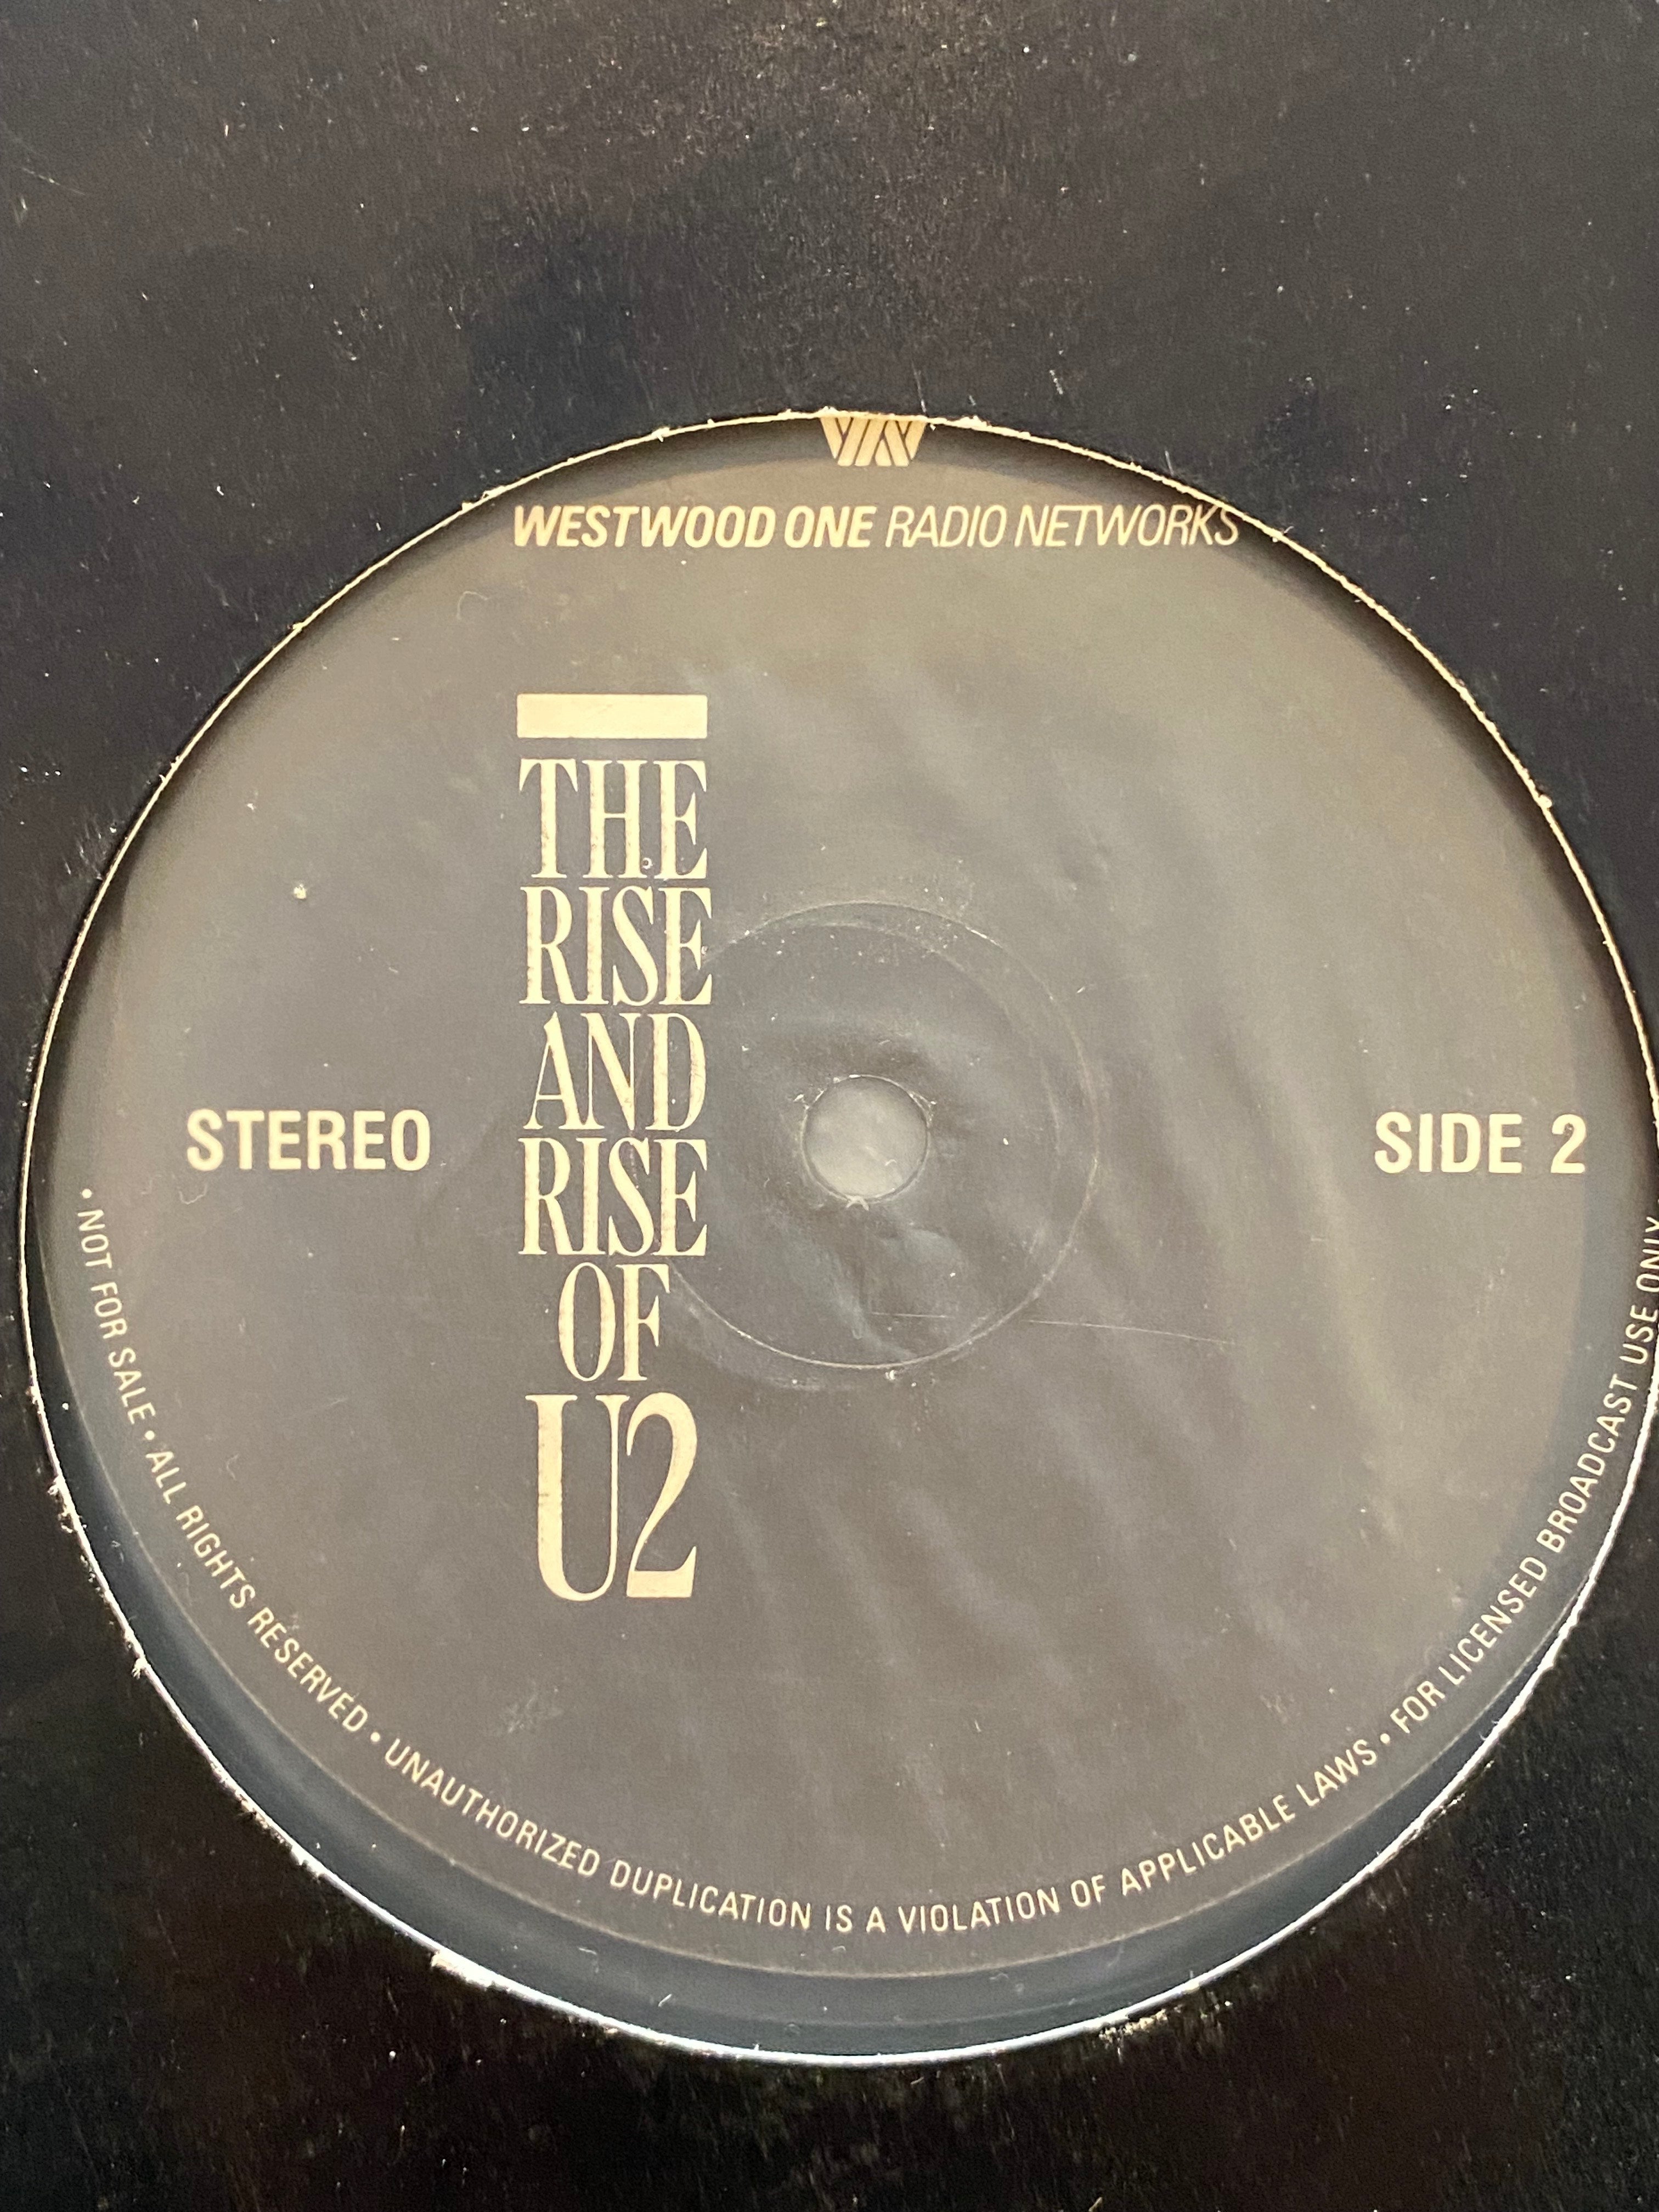 WESTWOOD ONE RADIO NETWORKS
THE
RISE
AND
RISE
OF
U2
STEREO
SIDE 2
• NOT FOR SALE • ALL RIGHTS RESERVED • UNAUTHORIZED DUPLICATION IS A VIOLATION OF APPLICABLE LAWS • FOR LICENSED BROADCAST USE ONLY